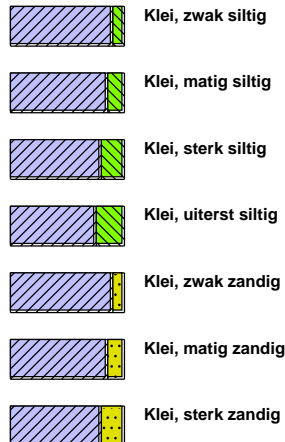 Klei, zwak siltig
Klei, matig siltig
Klei, sterk siltig
Klei, uiterst siltig
Klei, zwak zandig
Klei, matig zandig
Klei, sterk zandig